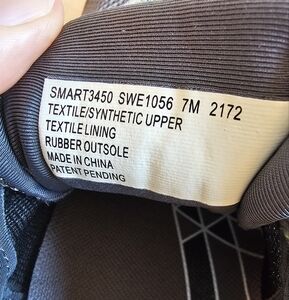 SMART3450 SWE1056 7M 2172
TEXTILE/SYNTHETIC UPPER
TEXTILE LINING
RUBBER OUTSOLE
MADE IN CHINA
PATENT PENDING